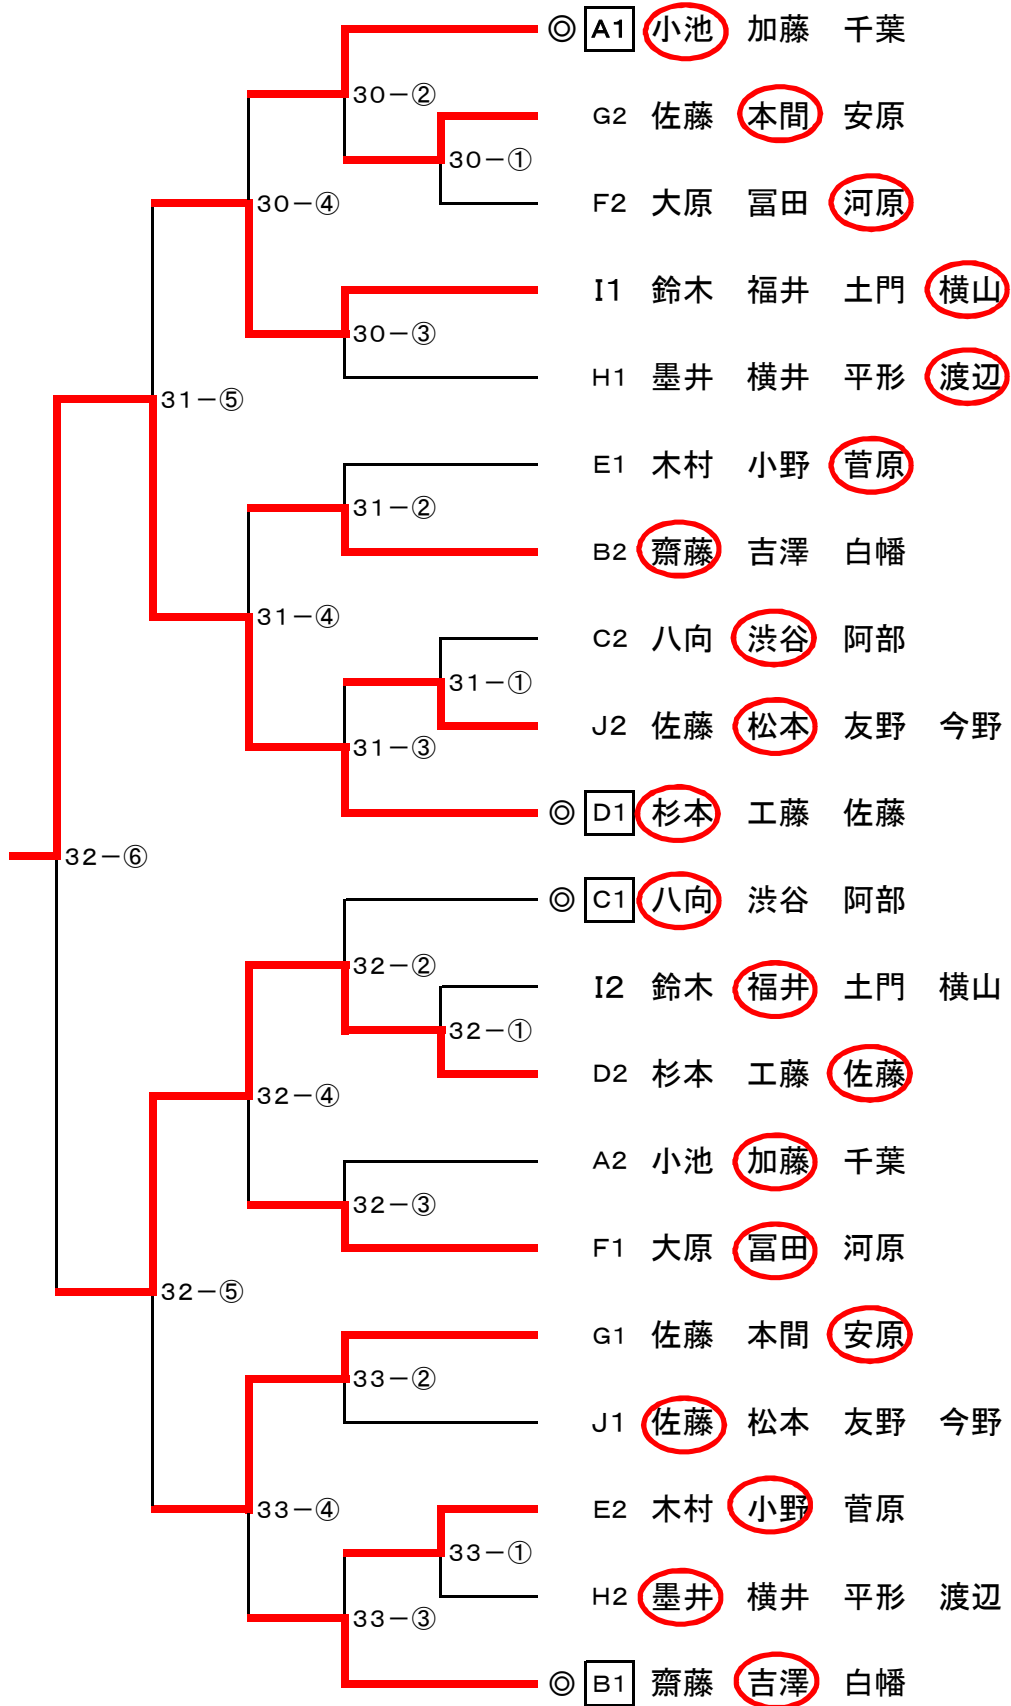 ◎ A1 小池 加藤 千葉
30－②
G2 佐藤 本間 安原
30－①
F2 大原 冨田 河原
30－④
I1 鈴木 福井 土門 横山
30－③
H1 墨井 横井 平形 渡辺
31－⑤
E1 木村 小野 菅原
31－②
B2 齋藤 吉澤 白幡
31－④
C2 八向 渋谷 阿部
31－①
J2 佐藤 松本 友野 今野
31－③
◎ D1 杉本 工藤 佐藤
32－⑥
◎ C1 八向 渋谷 阿部
32－②
I2 鈴木 福井 土門 横山
32－①
D2 杉本 工藤 佐藤
32－④
A2 小池 加藤 千葉
32－③
F1 大原 冨田 河原
32－⑤
G1 佐藤 本間 安原
33－②
J1 佐藤 松本 友野 今野
33－④
E2 木村 小野 菅原
33－①
H2 墨井 横井 平形 渡辺
33－③
◎ B1 齋藤 吉澤 白幡